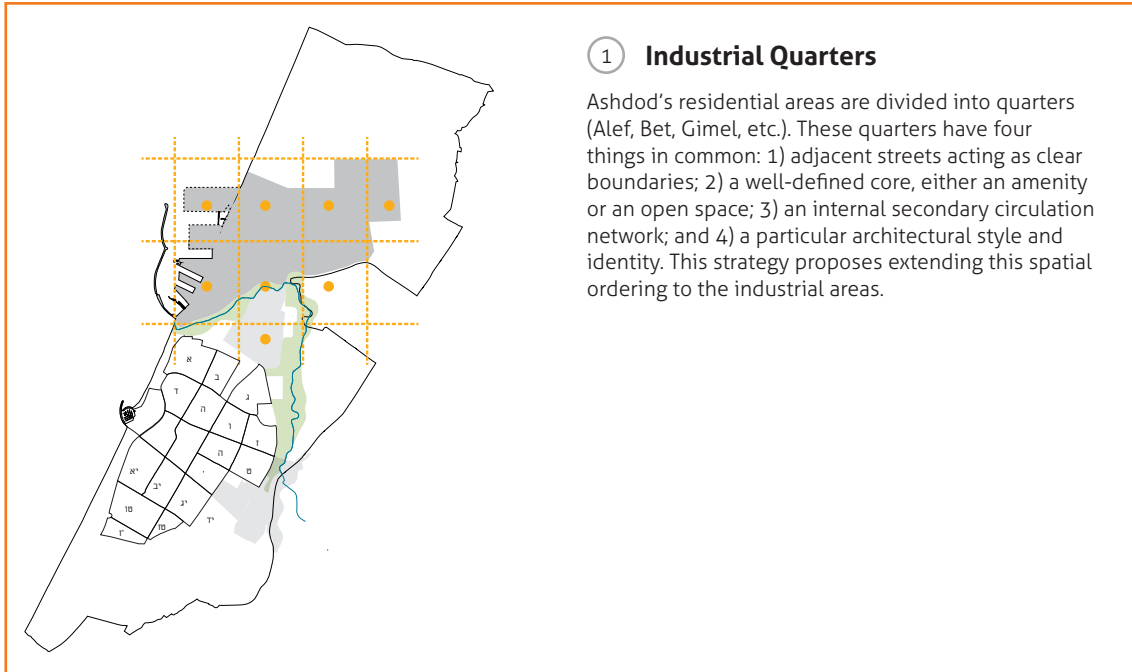 1 Industrial Quarters
Ashdod's residential areas are divided into quarters
(Alef, Bet, Gimel, etc.). These quarters have four
things in common: 1) adjacent streets acting as clear
boundaries; 2) a well-defined core, either an amenity
or an open space; 3) an internal secondary circulation
network; and 4) a particular architectural style and
identity. This strategy proposes extending this spatial
ordering to the industrial areas.
א
ב
ד
ג
ה
ו
ז
ה
ט
י
יא
יב
יג
טו
טז
יד
יז